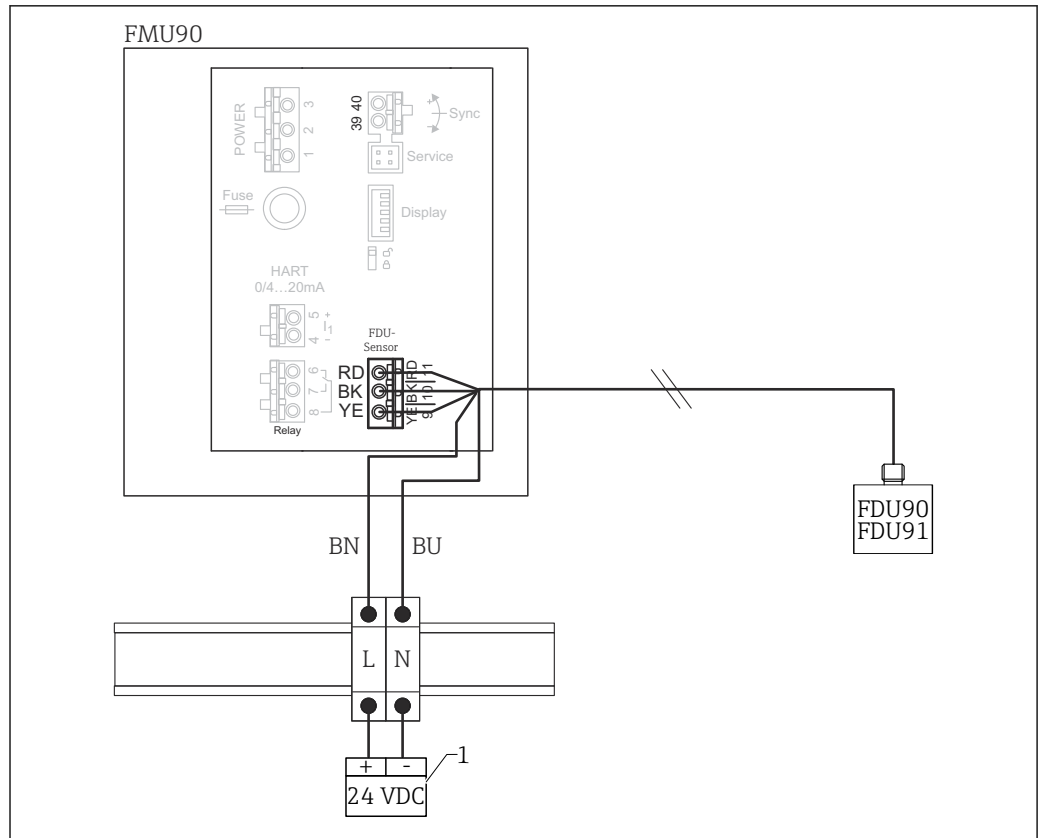 FMU90
POWER
3
2
1
39 40
+
-
Sync
Service
Fuse
Display
HART
0/4...20mA
5 +
4 -
I1
FDU-
Sensor
6
7
8
Relay
RD
BK
YE
RD 11
BK 10
YE 9
FDU90
FDU91
BN
BU
L
N
+
-
1
24 VDC